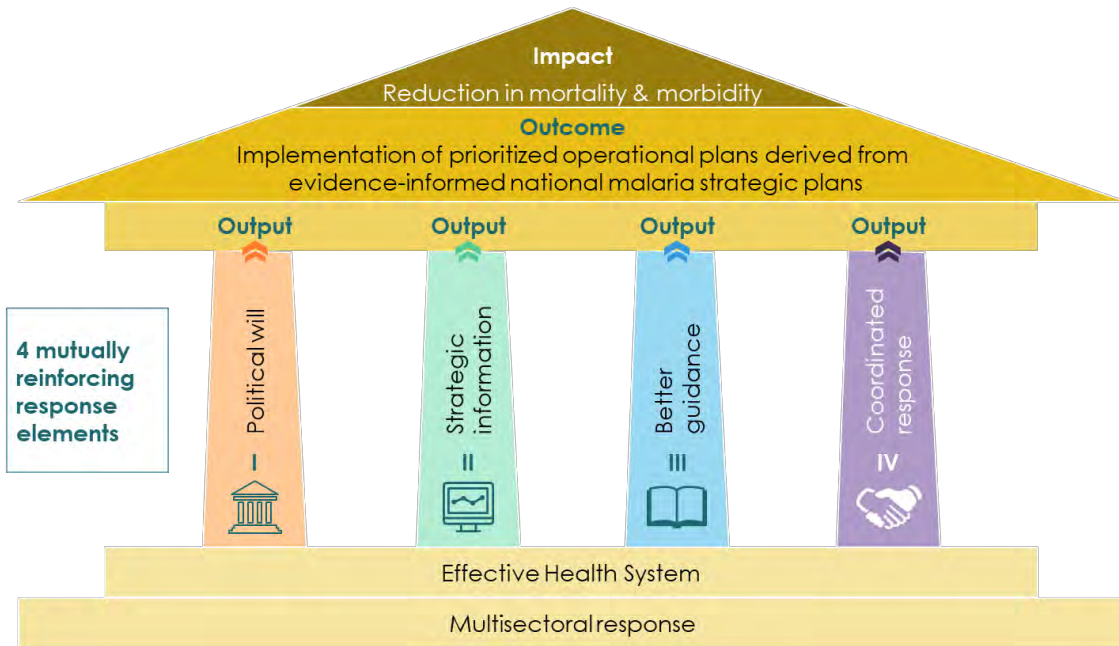 Impact
Reduction in mortality & morbidity
Outcome
Implementation of prioritized operational plans derived from
evidence-informed national malaria strategic plans
Output
Output
Output
Output
4 mutually
reinforcing
response
elements
Political will
I
Strategic
information
II
Better
guidance
III
Coordinated
response
IV
Effective Health System
Multisectoral response